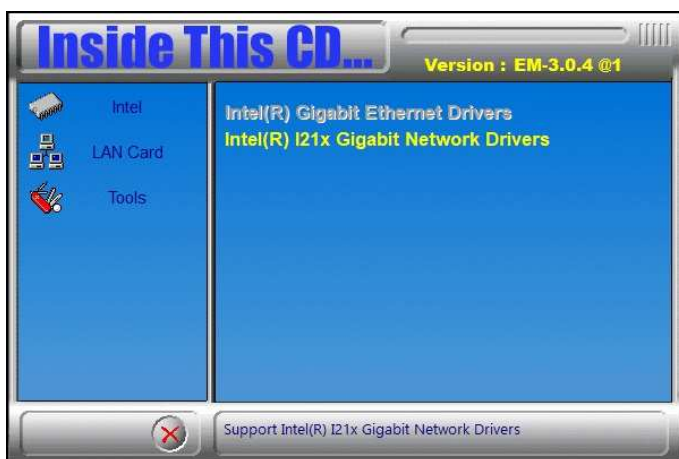 Inside This CD...
Version : EM-3.0.4 @1
Intel
LAN Card
Tools
Intel(R) Gigabit Ethernet Drivers
Intel(R) I21x Gigabit Network Drivers
Support Intel(R) I21x Gigabit Network Drivers